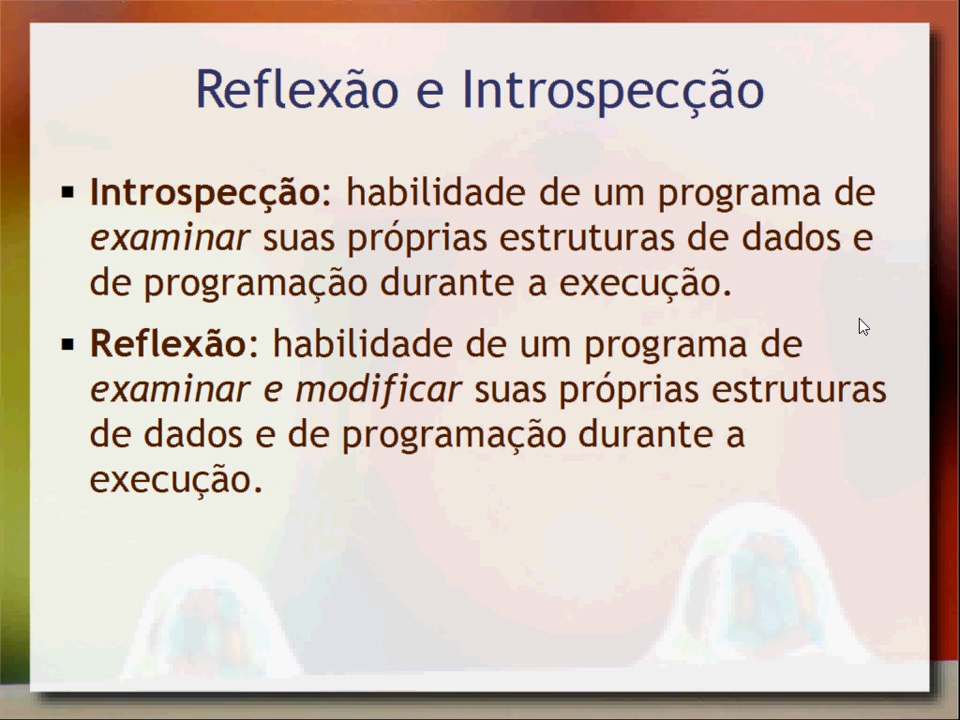 Reflexão e Introspecção
▪ Introspecção: habilidade de um programa de
examinar suas próprias estruturas de dados e
de programação durante a execução.
▪ Reflexão: habilidade de um programa de
examinar e modificar suas próprias estruturas
de dados e de programação durante a
execução.